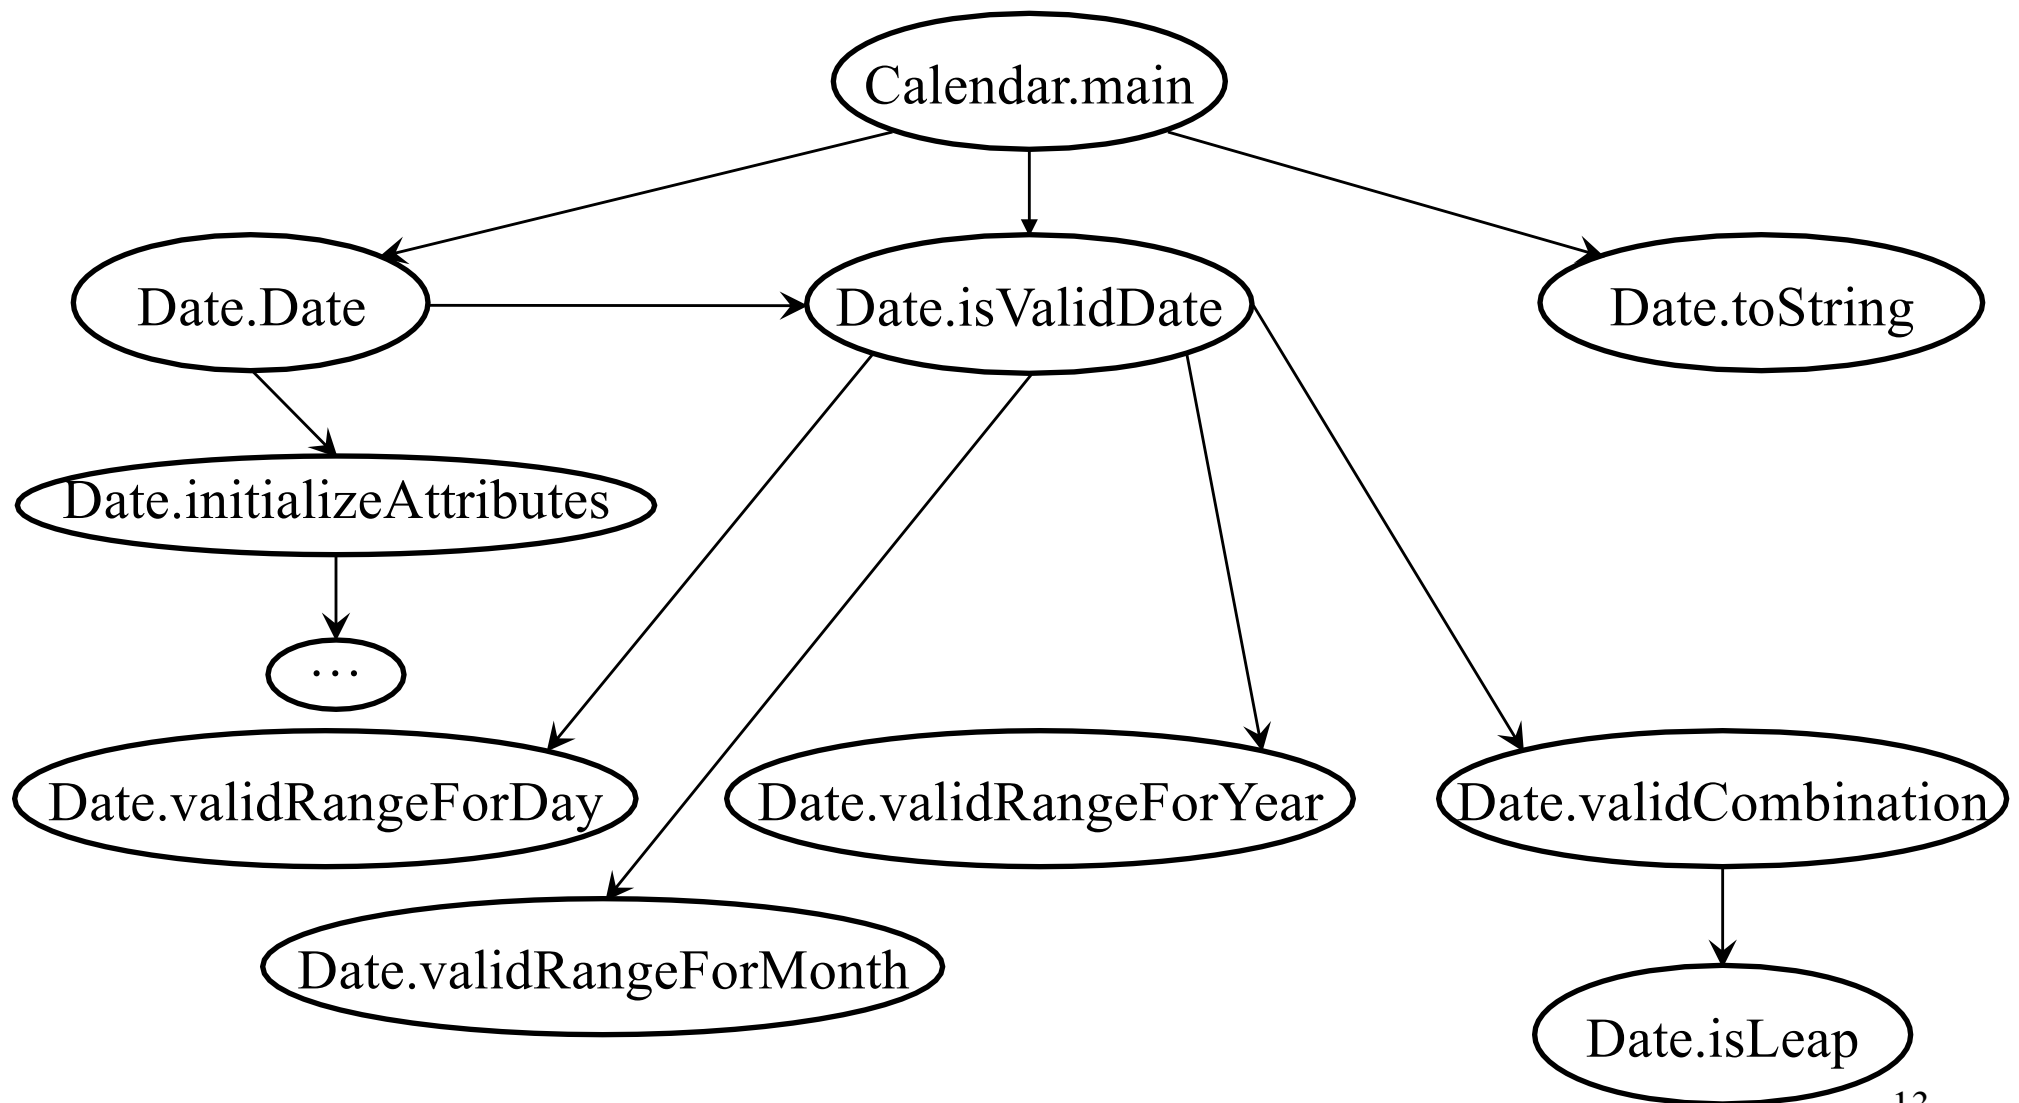 Calendar.main
Date.Date
Date.isValidDate
Date.toString
Date.initializeAttributes
...
Date.validRangeForDay
Date.validRangeForYear
Date.validCombination
Date.validRangeForMonth
Date.isLeap